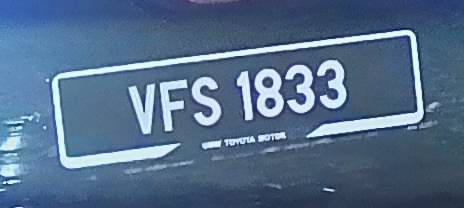 VFS 1833
UMW TOYOTA MOTOR